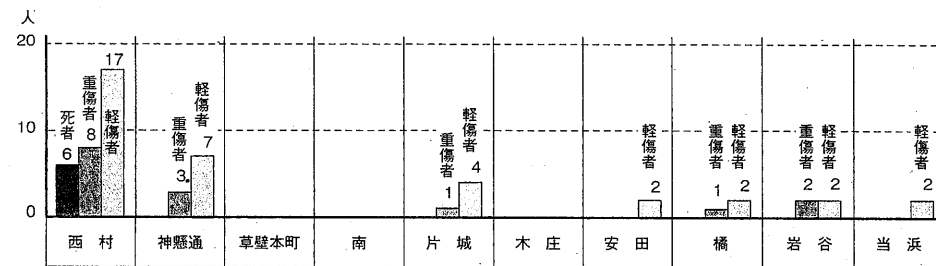 人
20
10
0
死者
6
重傷者
8
17
軽傷者
重傷者
3
軽傷者
7
重傷者
1
軽傷者
4
軽傷者
2
重傷者
1
軽傷者
2
重傷者
2
軽傷者
2
軽傷者
2
西村 神懸通 草壁本町 南 片城 木庄 安田 橘 岩谷 当浜